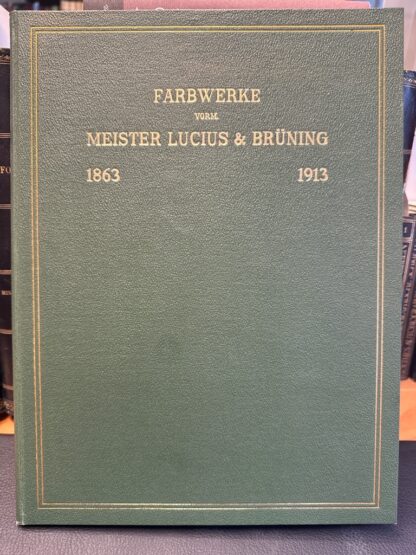 FARBWERKE
VORM.
MEISTER LUCIUS & BRÜNING
1863 1913